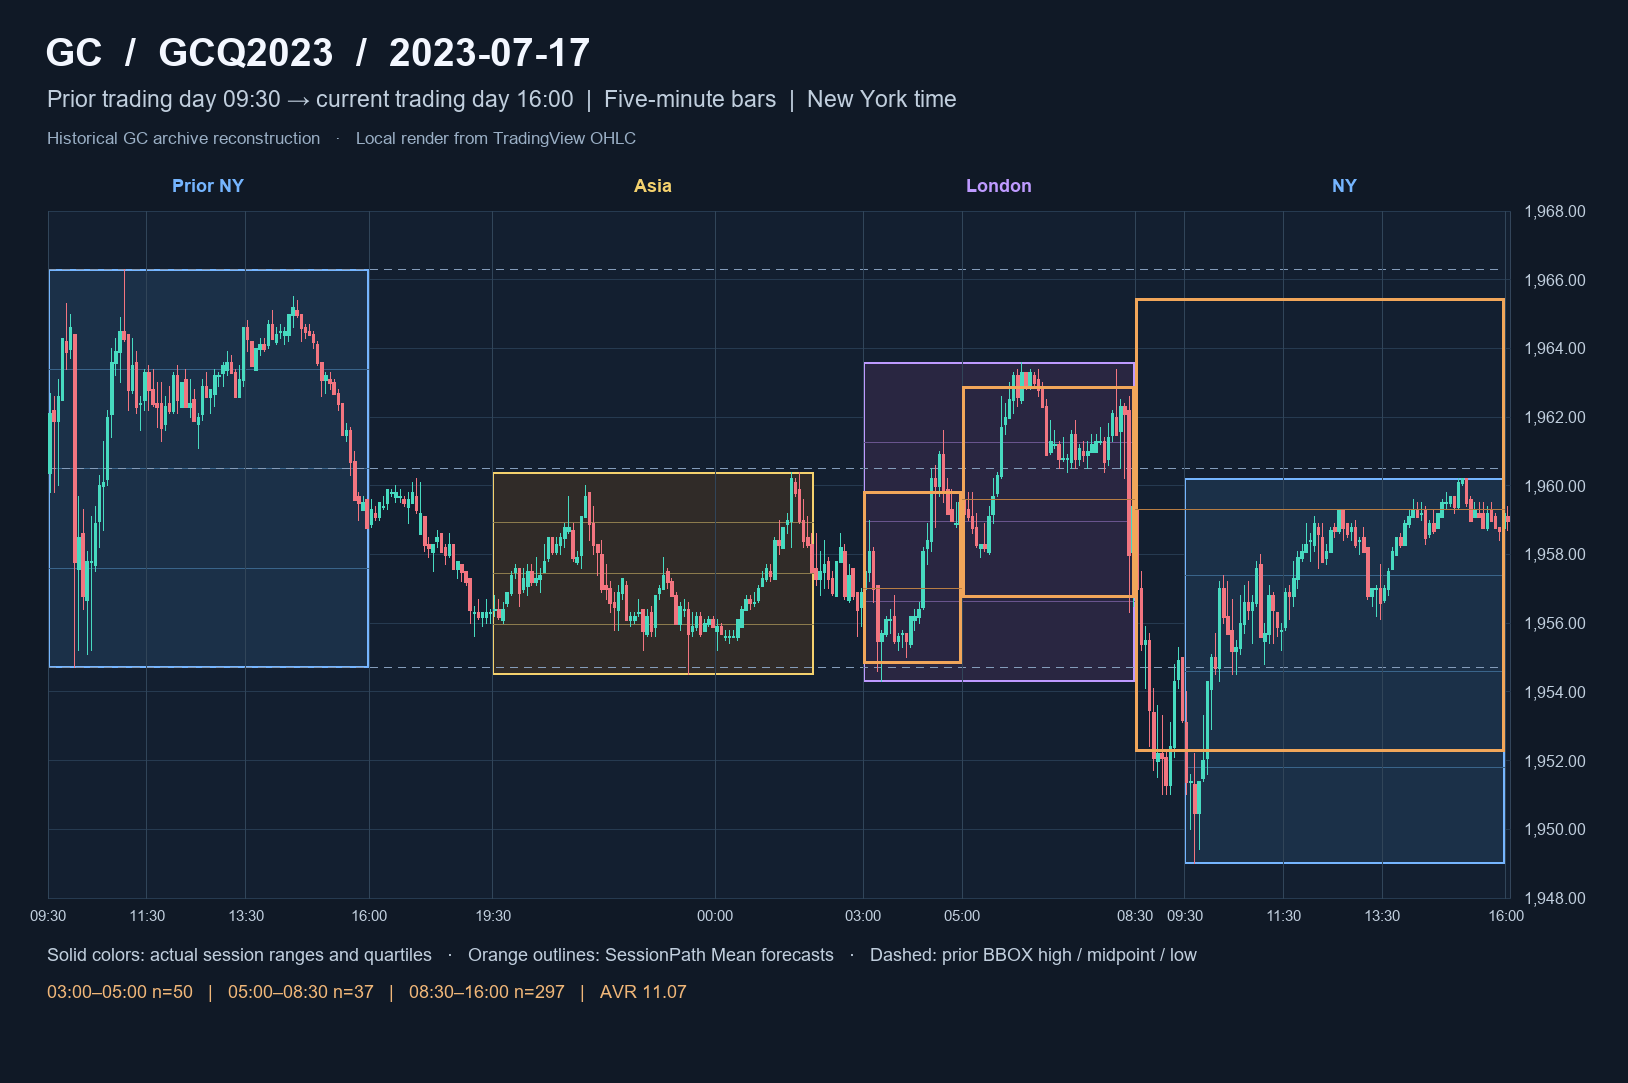 GC / GCQ2023 / 2023-07-17
Prior trading day 09:30 → current trading day 16:00 | Five-minute bars | New York time
Historical GC archive reconstruction · Local render from TradingView OHLC
Prior NY Asia London NY
1,968.00
1,966.00
1,964.00
1,962.00
1,960.00
1,958.00
1,956.00
1,954.00
1,952.00
1,950.00
1,948.00
09:30 11:30 13:30 16:00 19:30 00:00 03:00 05:00 08:30 09:30 11:30 13:30 16:00
Solid colors: actual session ranges and quartiles · Orange outlines: SessionPath Mean forecasts · Dashed: prior BBOX high / midpoint / low
03:00–05:00 n=50 | 05:00–08:30 n=37 | 08:30–16:00 n=297 | AVR 11.07